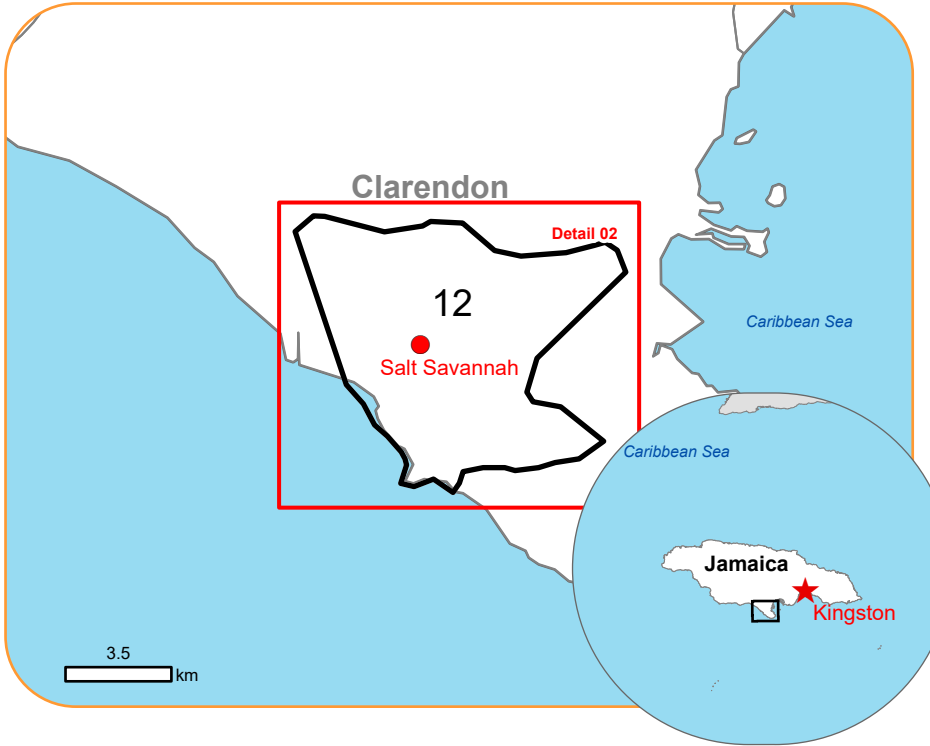 Clarendon
Detail 02
12
Caribbean Sea
Salt Savannah
Caribbean Sea
Jamaica
Kingston
3.5
km